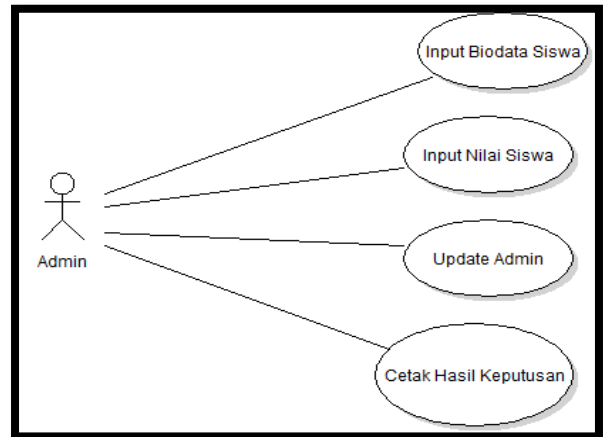 Input Biodata Siswa
Input Nilai Siswa
Admin
Update Admin
Cetak Hasil Keputusan